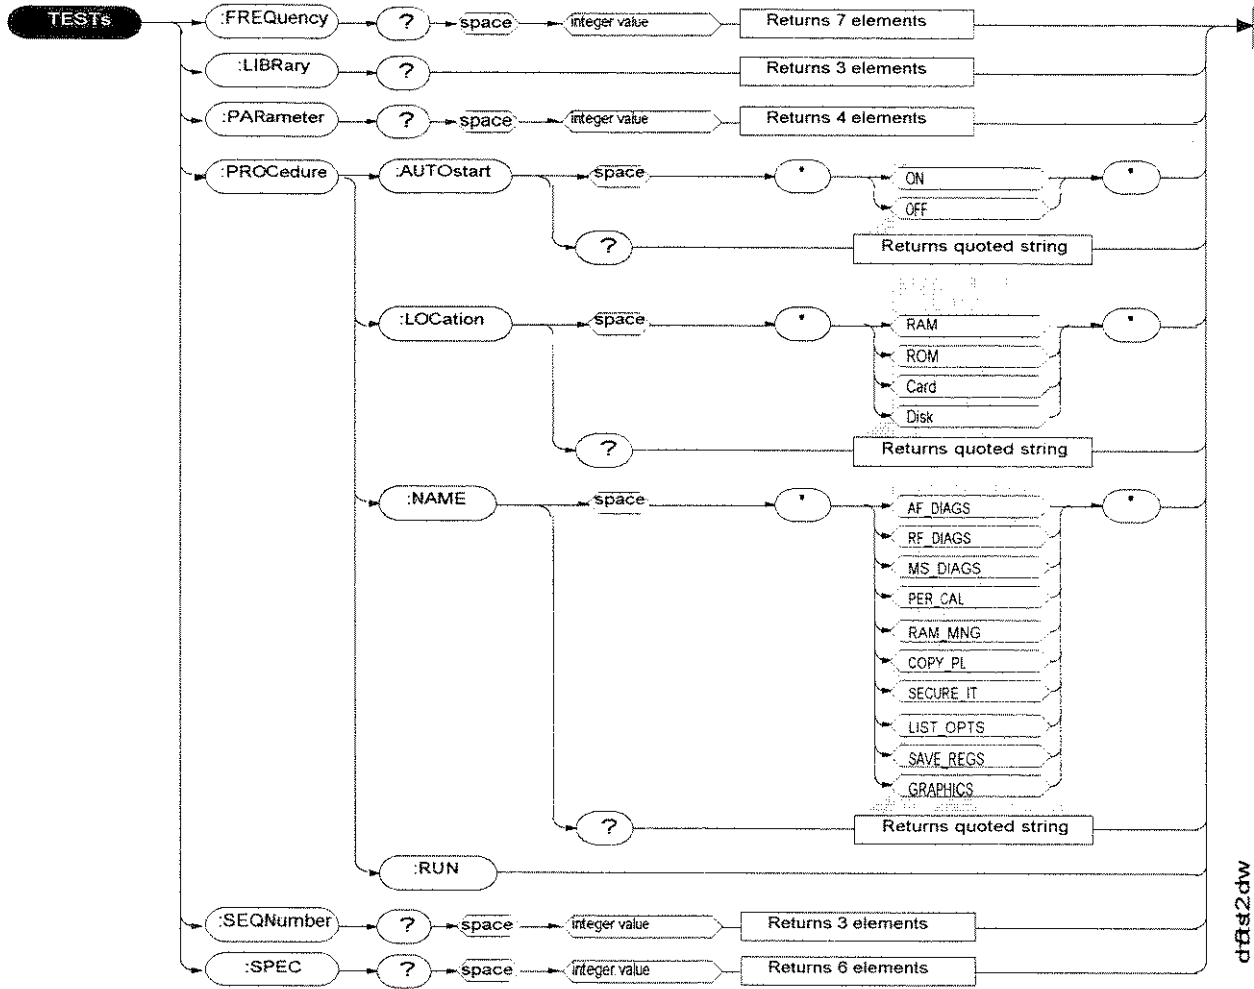 TESTs :FREQuency ? space integer value Returns 7 elements
:LIBRary ? Returns 3 elements
:PARameter ? space integer value Returns 4 elements
:PROCedure :AUTOstart space " ON "
OFF
? Returns quoted string
:LOCation space " RAM "
ROM
Card
Disk
? Returns quoted string
:NAME space " AF_DIAGS "
RF_DIAGS
MS_DIAGS
PER_CAL
RAM_MNG
COPY_PL
SECURE_IT
LIST_OPTS
SAVE_REGS
GRAPHICS
? Returns quoted string
:RUN
:SEQNumber ? space integer value Returns 3 elements
:SPEC ? space integer value Returns 6 elements